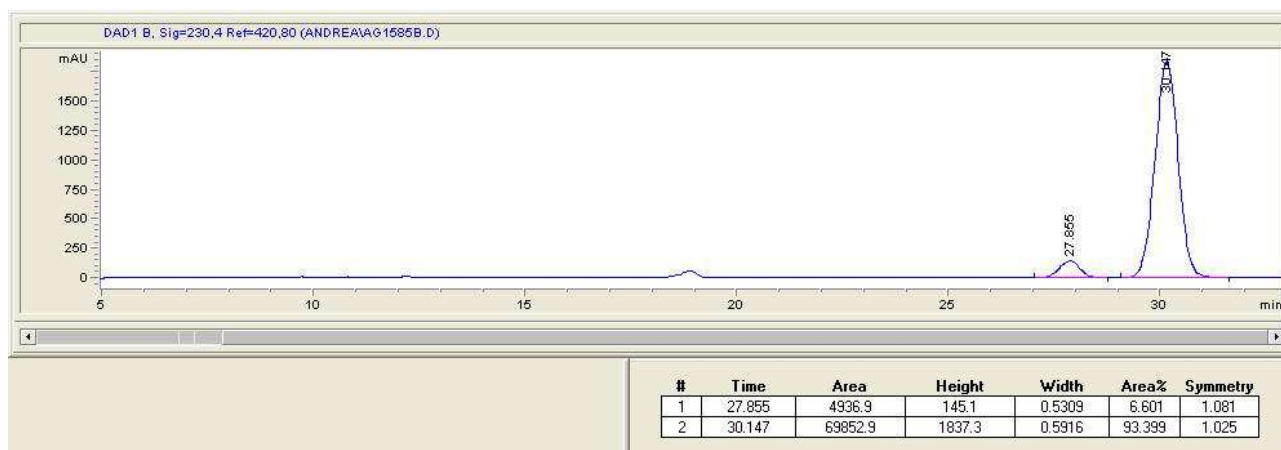 DAD1 B, Sig=230,4 Ref=420,80 (ANDREA\AG1585B.D)
mAU
1500
1250
1000
750
500
250
0
27.855
30.147
5 10 15 20 25 30 min
# Time Area Height Width Area% Symmetry
1 27.855 4936.9 145.1 0.5309 6.601 1.081
2 30.147 69852.9 1837.3 0.5916 93.399 1.025